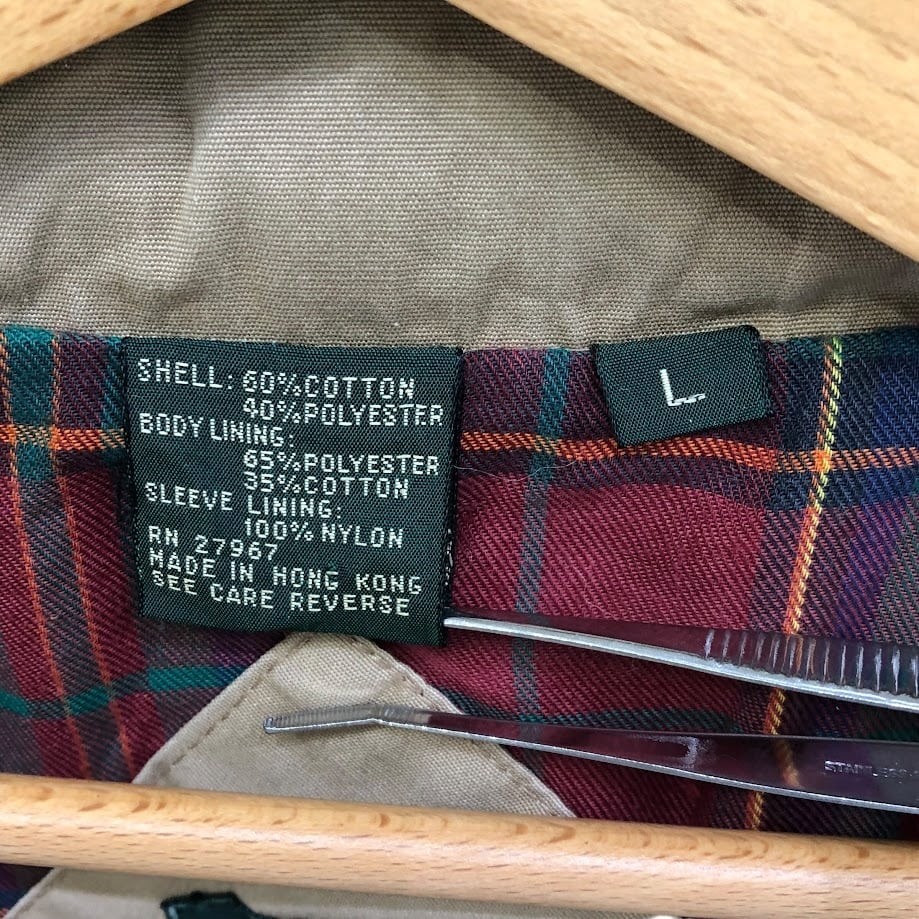 SHELL: 60%COTTON
40%POLYESTER
BODY LINING:
65%POLYESTER
35%COTTON
SLEEVE LINING:
100%NYLON
RN 27967
MADE IN HONG KONG
SEE CARE REVERSE
L